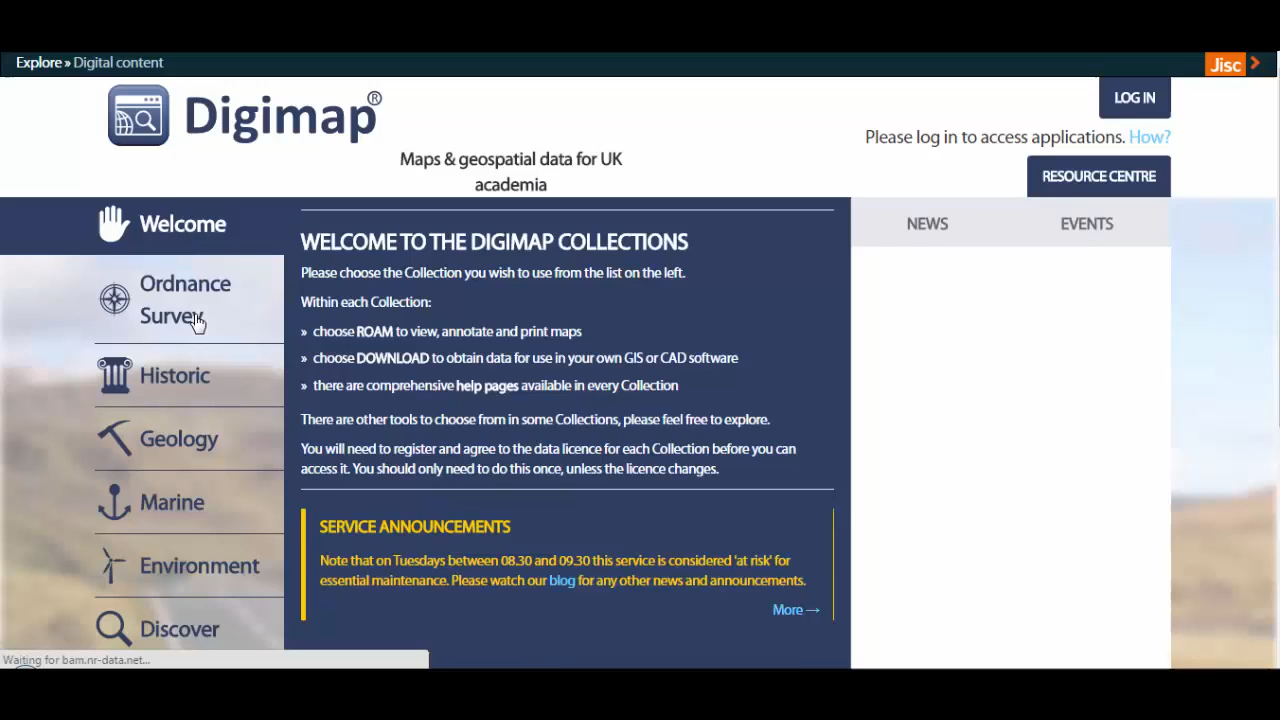 Explore » Digital content
Jisc
Digimap®
LOG IN
Please log in to access applications. How?
Maps & geospatial data for UK
academia
RESOURCE CENTRE
Welcome
Ordnance
Survey
Historic
Geology
Marine
Environment
Discover
WELCOME TO THE DIGIMAP COLLECTIONS
Please choose the Collection you wish to use from the list on the left.
Within each Collection:
» choose ROAM to view, annotate and print maps
» choose DOWNLOAD to obtain data for use in your own GIS or CAD software
» there are comprehensive help pages available in every Collection
There are other tools to choose from in some Collections, please feel free to explore.
You will need to register and agree to the data licence for each Collection before you can
access it. You should only need to do this once, unless the licence changes.
SERVICE ANNOUNCEMENTS
Note that on Tuesdays between 08.30 and 09.30 this service is considered 'at risk' for
essential maintenance. Please watch our blog for any other news and announcements.
More →
NEWS
EVENTS
Waiting for bam.nr-data.net...